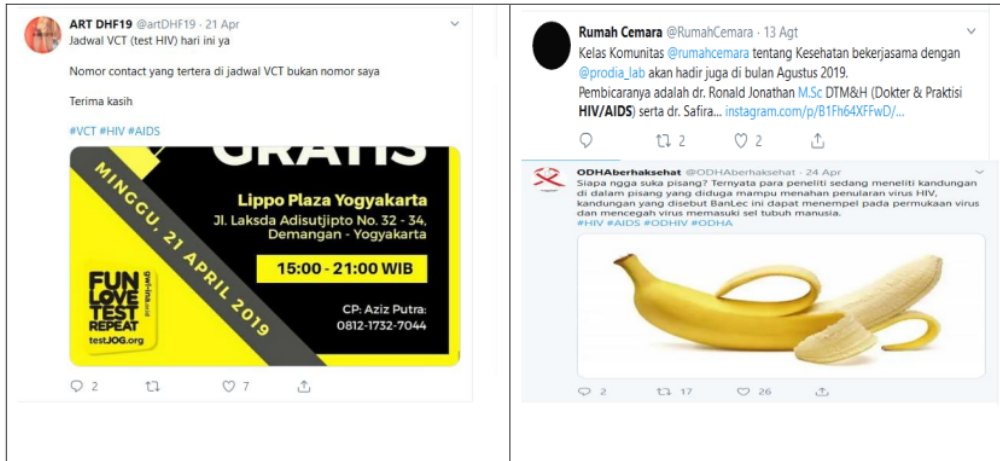 ART DHF19 @artDHF19 · 21 Apr
Jadwal VCT (test HIV) hari ini ya
Nomor contact yang tertera di jadwal VCT bukan nomor saya
Terima kasih
#VCT #HIV #AIDS
GRATIS
MINGGU, 21 APRIL 2019
Lippo Plaza Yogyakarta
Jl. Laksda Adisutjipto No. 32 - 34,
Demangan - Yogyakarta
15:00 - 21:00 WIB
CP: Aziz Putra:
0812-1732-7044
FUN
LOVE
TEST
REPEAT
testJOG.org
2 7
Rumah Cemara @RumahCemara · 13 Agt
Kelas Komunitas @rumahcemara tentang Kesehatan bekerjasama dengan
@prodia_lab akan hadir juga di bulan Agustus 2019.
Pembicaranya adalah dr. Ronald Jonathan M.Sc DTM&H (Dokter & Praktisi
HIV/AIDS) serta dr. Safira... instagram.com/p/B1Fh64XFFwD/...
2 2
ODHAberhaksehat @ODHAberhaksehat · 24 Apr
Siapa ngga suka pisang? Ternyata para peneliti sedang meneliti kandungan
di dalam pisang yang diduga mampu menahan penularan virus HIV,
kandungan yang disebut BanLec ini dapat menempel pada permukaan virus
dan mencegah virus memasuki sel tubuh manusia.
#HIV #AIDS #ODHIV #ODHA
2 17 26